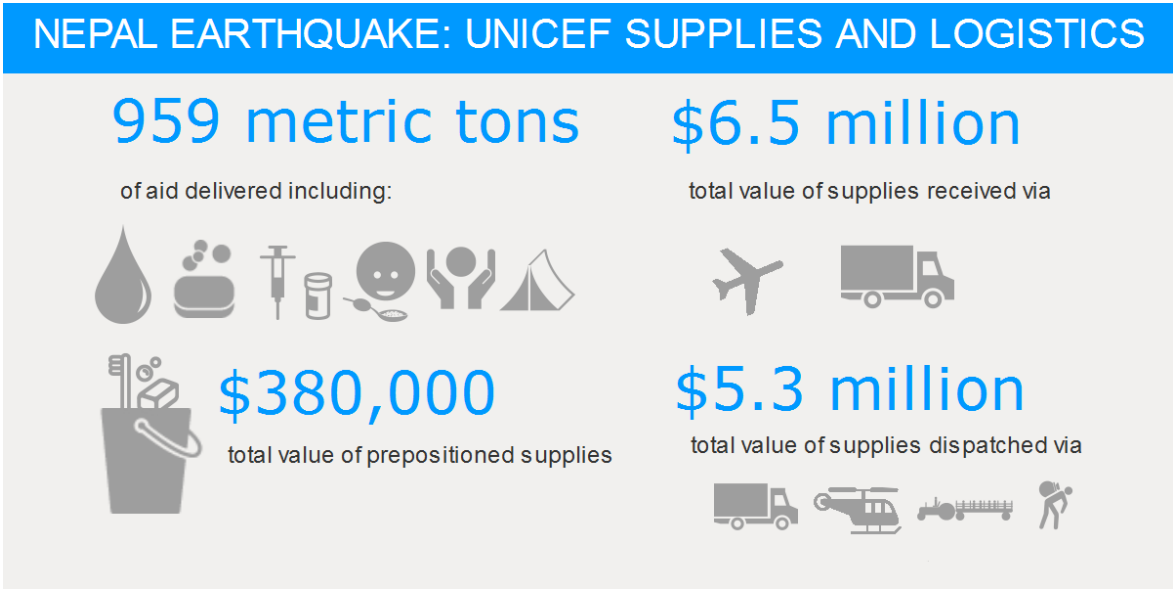 NEPAL EARTHQUAKE: UNICEF SUPPLIES AND LOGISTICS
959 metric tons
of aid delivered including:
$6.5 million
total value of supplies received via
$380,000
total value of prepositioned supplies
$5.3 million
total value of supplies dispatched via